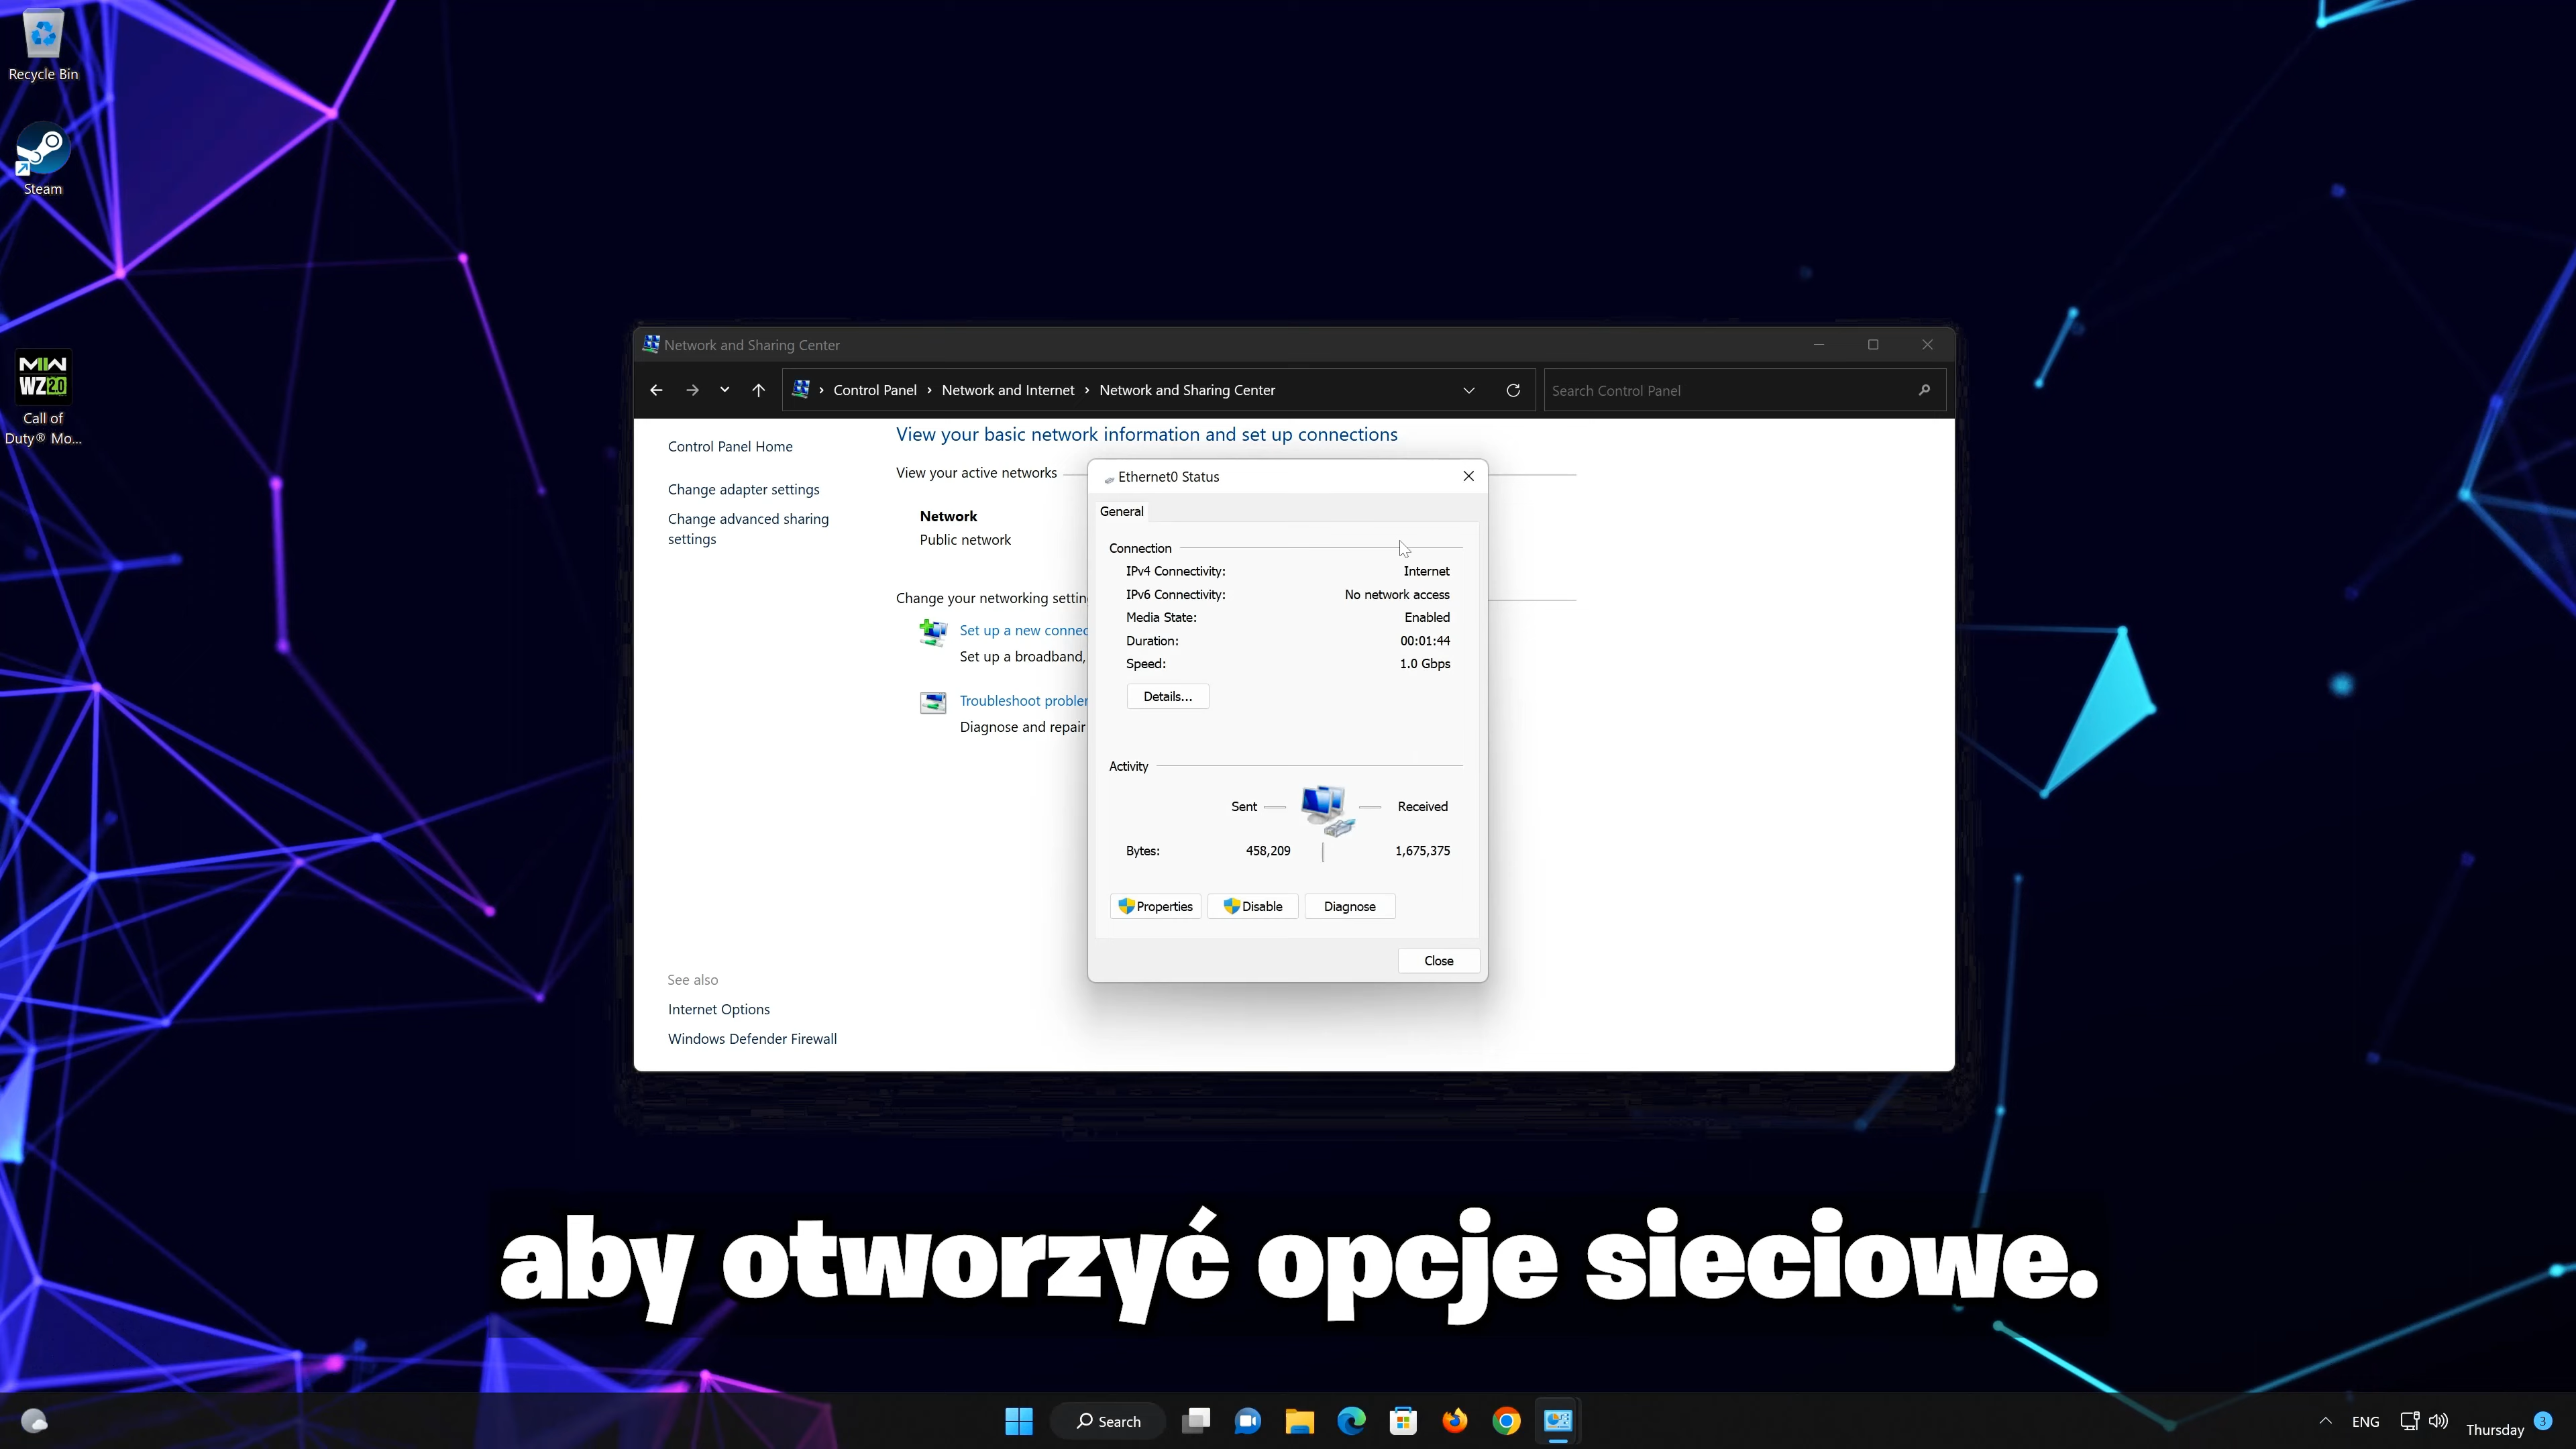 Recycle Bin
Steam
MW
WZ 2.0
Call of
Duty® Mo...
Network and Sharing Center
Control Panel › Network and Internet › Network and Sharing Center
Search Control Panel
Control Panel Home
Change adapter settings
Change advanced sharing
settings
See also
Internet Options
Windows Defender Firewall
View your basic network information and set up connections
View your active networks
Network
Public network
Change your networking settin
Set up a new connec
Set up a broadband,
Troubleshoot problem
Diagnose and repair
Ethernet0 Status
General
Connection
IPv4 Connectivity: Internet
IPv6 Connectivity: No network access
Media State: Enabled
Duration: 00:01:44
Speed: 1.0 Gbps
Details...
Activity
Sent Received
Bytes: 458,209 1,675,375
Properties Disable Diagnose
Close
aby otworzyć opcje sieciowe.
Search
ENG
Thursday 3